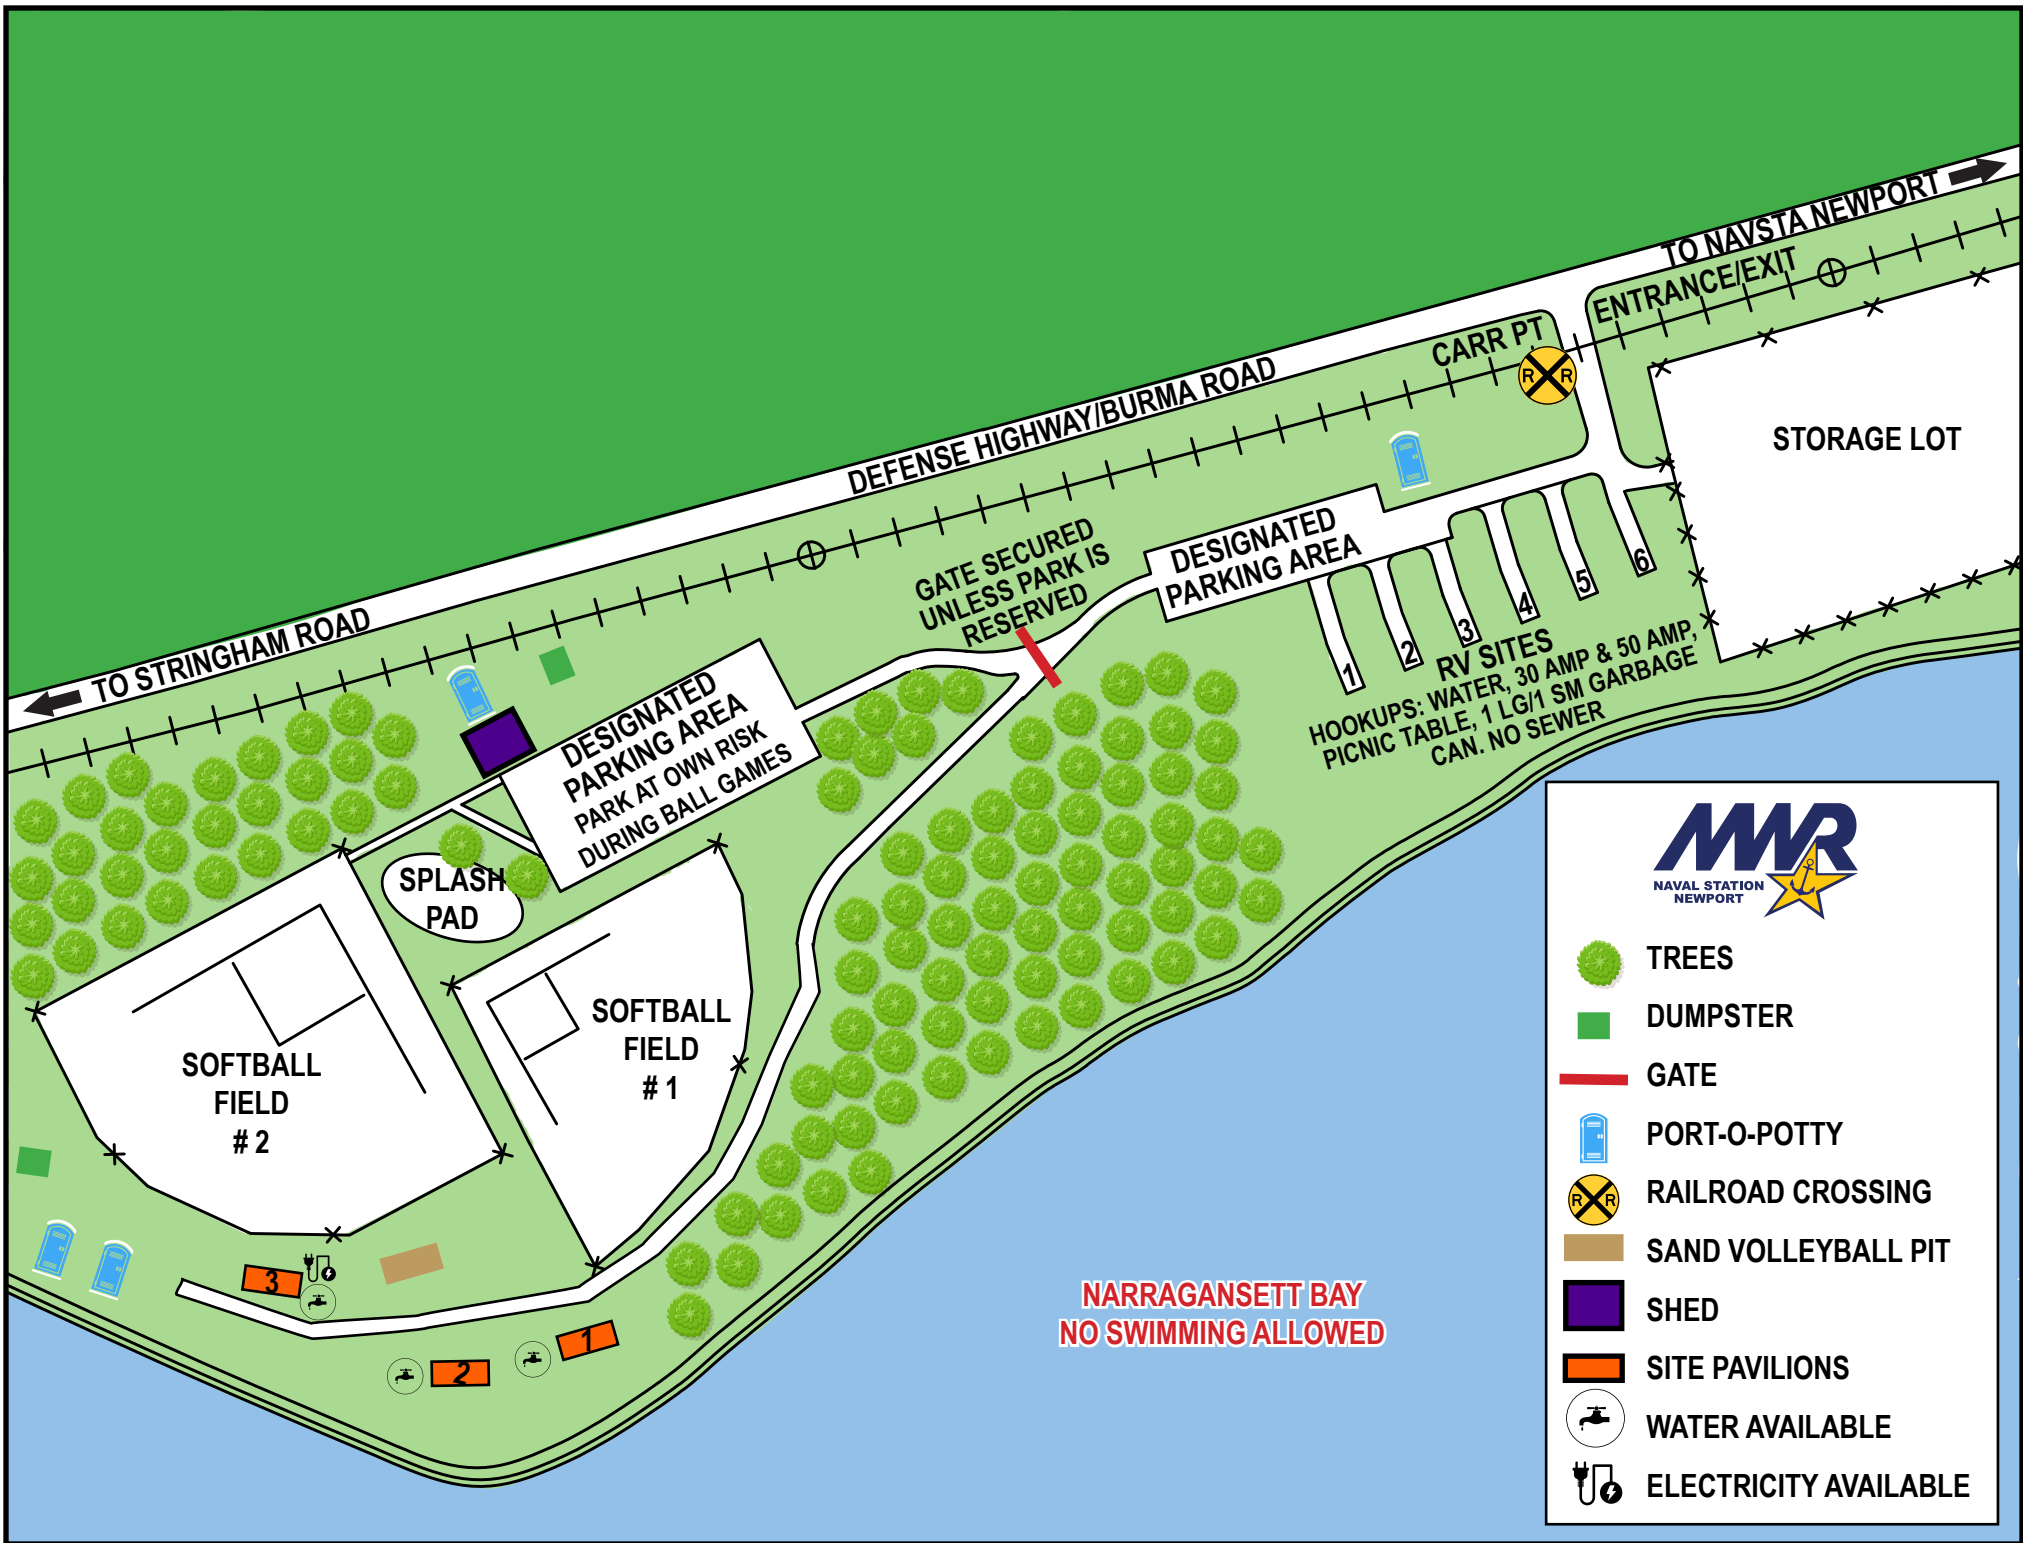 TO NAVSTA NEWPORT
ENTRANCE/EXIT
CARR PT
R R
STORAGE LOT
DEFENSE HIGHWAY/BURMA ROAD
TO STRINGHAM ROAD
GATE SECURED
UNLESS PARK IS
RESERVED
DESIGNATED
PARKING AREA
1
2
3
4
5
6
RV SITES
HOOKUPS: WATER, 30 AMP & 50 AMP,
PICNIC TABLE, 1 LG/1 SM GARBAGE
CAN. NO SEWER
DESIGNATED
PARKING AREA
PARK AT OWN RISK
DURING BALL GAMES
SPLASH
PAD
SOFTBALL
FIELD
# 1
SOFTBALL
FIELD
# 2
3
1
2
NARRAGANSETT BAY
NO SWIMMING ALLOWED
MWR
NAVAL STATION
NEWPORT
TREES
DUMPSTER
GATE
PORT-O-POTTY
R R
RAILROAD CROSSING
SAND VOLLEYBALL PIT
SHED
SITE PAVILIONS
WATER AVAILABLE
ELECTRICITY AVAILABLE